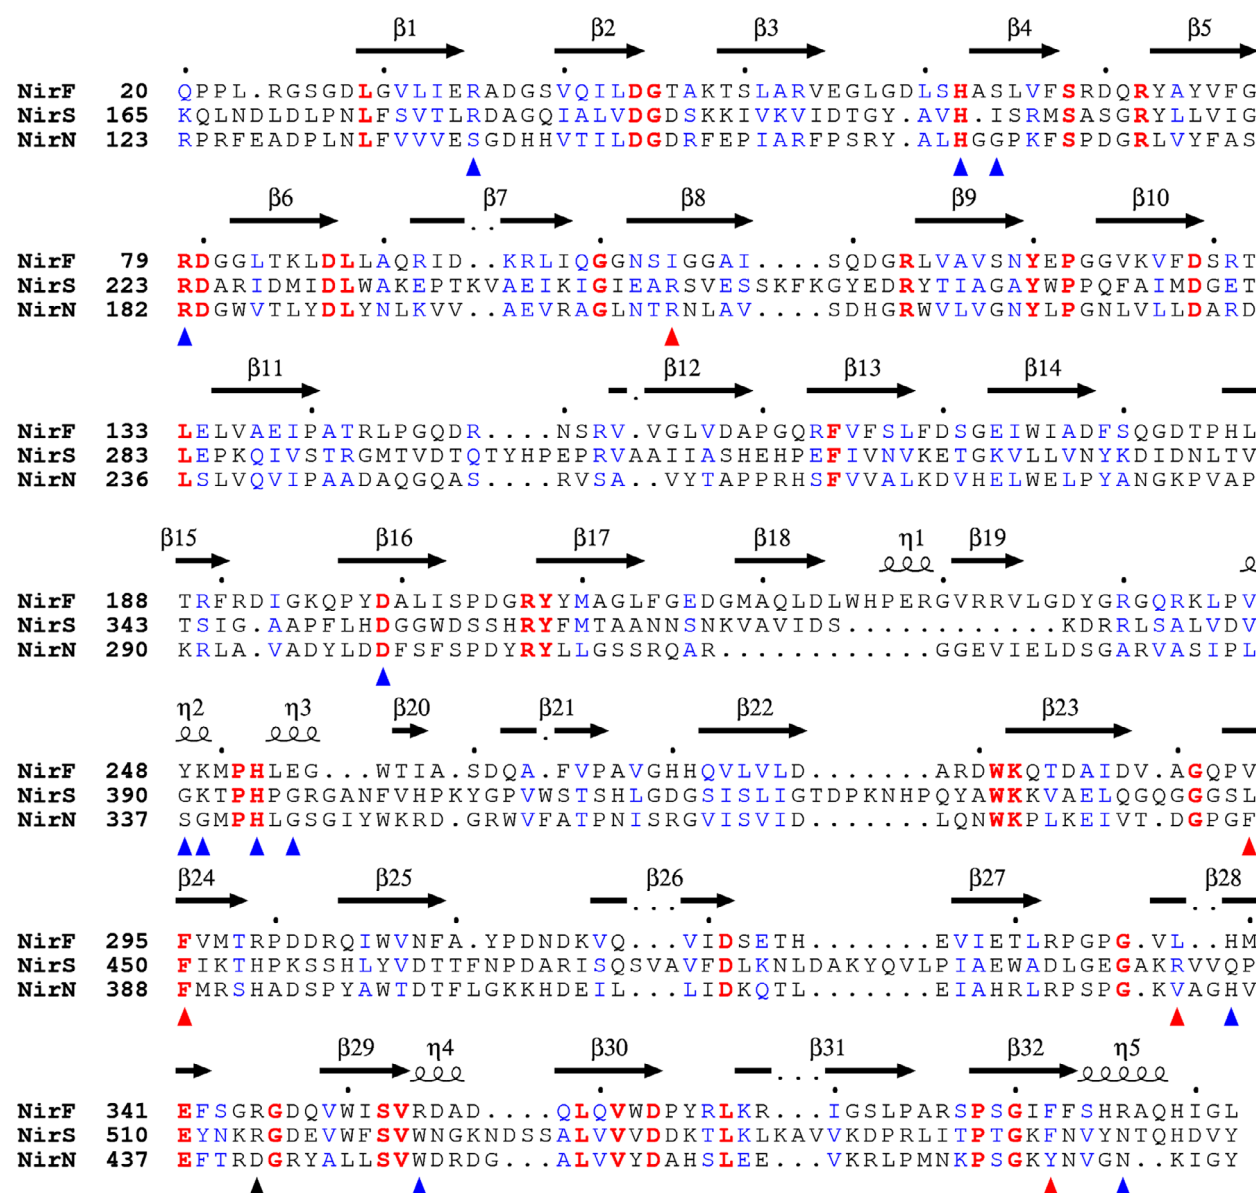 β1 β2 β3 β4 β5
NirF 20 QPPL.RGSGDLGVLIERADGSVQILDGTAKTSLARVEGLGDLSHASLVFSRDQRYAYVFG
NirS 165 KQLNDLDLPNLFSVTLRDAGQIALVDGDSKKIVKVIDTGY.AVH.ISRMSASGRYLLVIG
NirN 123 RPRFEADPLNLFVVVESGDHHVTILDGDRFEPIARFPSRY.ALHGGPKFSPDGRLVYFAS
β6 β7 β8 β9 β10
NirF 79 RDGGLTKLDLLAQRID..KRLIQGGNSIGGAI....SQDGRLVAVSNYEPGGVKVFDSRT
NirS 223 RDARIDMIDLWAKEPTKVAEIKIGIEARSVESSKFKGYEDRYTIAGAYWPPQFAIMDGET
NirN 182 RDGWVTLYDLYNLKVV..AEVRAGLNTRNLAV....SDHGRWVLVGNYLPGNLVLLDARD
β11 β12 β13 β14
NirF 133 LELVAEIPATRLPGQDR....NSRV.VGLVDAPGQRFVFSLFDSGEIWIADFSQGDTPHL
NirS 283 LEPKQIVSTRGMTVDTQTYHPEPRVAAIIASHEHPEFIVNVKETGKVLLVNYKDIDNLTV
NirN 236 LSLVQVIPAADAQGQAS....RVSA..VYTAPPRHSFVVALKDVHELWELPYANGKPVAP
β15 β16 β17 β18 η1 β19
NirF 188 TRFRDIGKQPYDALISPDGRYYMAGLFGEDGMAQLDLWHPERGVRRVLGDYGRGQRKLPV
NirS 343 TSIG.AAPFLHDGGWDSSHRYFMTAANNSNKVAVIDS............KDRRLSALVDV
NirN 290 KRLA.VADYLDDFSFSPDYRYLLGSSRQAR............GGEVIELDSGARVASIPL
η2 η3 β20 β21 β22 β23
NirF 248 YKMPHLEG...WTIA.SDQA.FVPAVGHHQVLVLD.......ARDWKQTDAIDV.AGQPV
NirS 390 GKTPHPGRGANFVHPKYGPVWSTSHLGDGSISLIGTDPKNHPQYAWKKVAELQGQGGGSL
NirN 337 SGMPHLGSGIYWKRD.GRWVFATPNISRGVISVID.......LQNWKPLKEIVT.DGPGF
β24 β25 β26 β27 β28
NirF 295 FVMTRPDDRQIWVNFA.YPDNDKVQ...VIDSETH.......EVIETLRPGPG.VL..HM
NirS 450 FIKTHPKSSHLYVDTTFNPDARISQSVAVFDLKNLDAKYQVLPIAEWADLGEGAKRVVQP
NirN 388 FMRSHADSPYAWTDTFLGKKHDEIL...LIDKQTL.......EIAHRLRPSPG.KVAGHV
β29 η4 β30 β31 β32 η5
NirF 341 EFSGRGDQVWISVRDAD....QLQVWDPYRLKR...IGSLPARSPSGIFFSHRAQHIGL
NirS 510 EYNKRGDEVWFSVWNGKNDSSALVVVDDKTLKLKAVVKDPRLITPTGKFNVYNTQHDVY
NirN 437 EFTRDGRYALLSVWDRDG...ALVVYDAHSLEE...VKRLPMNKPSGKYNVGN..KIGY